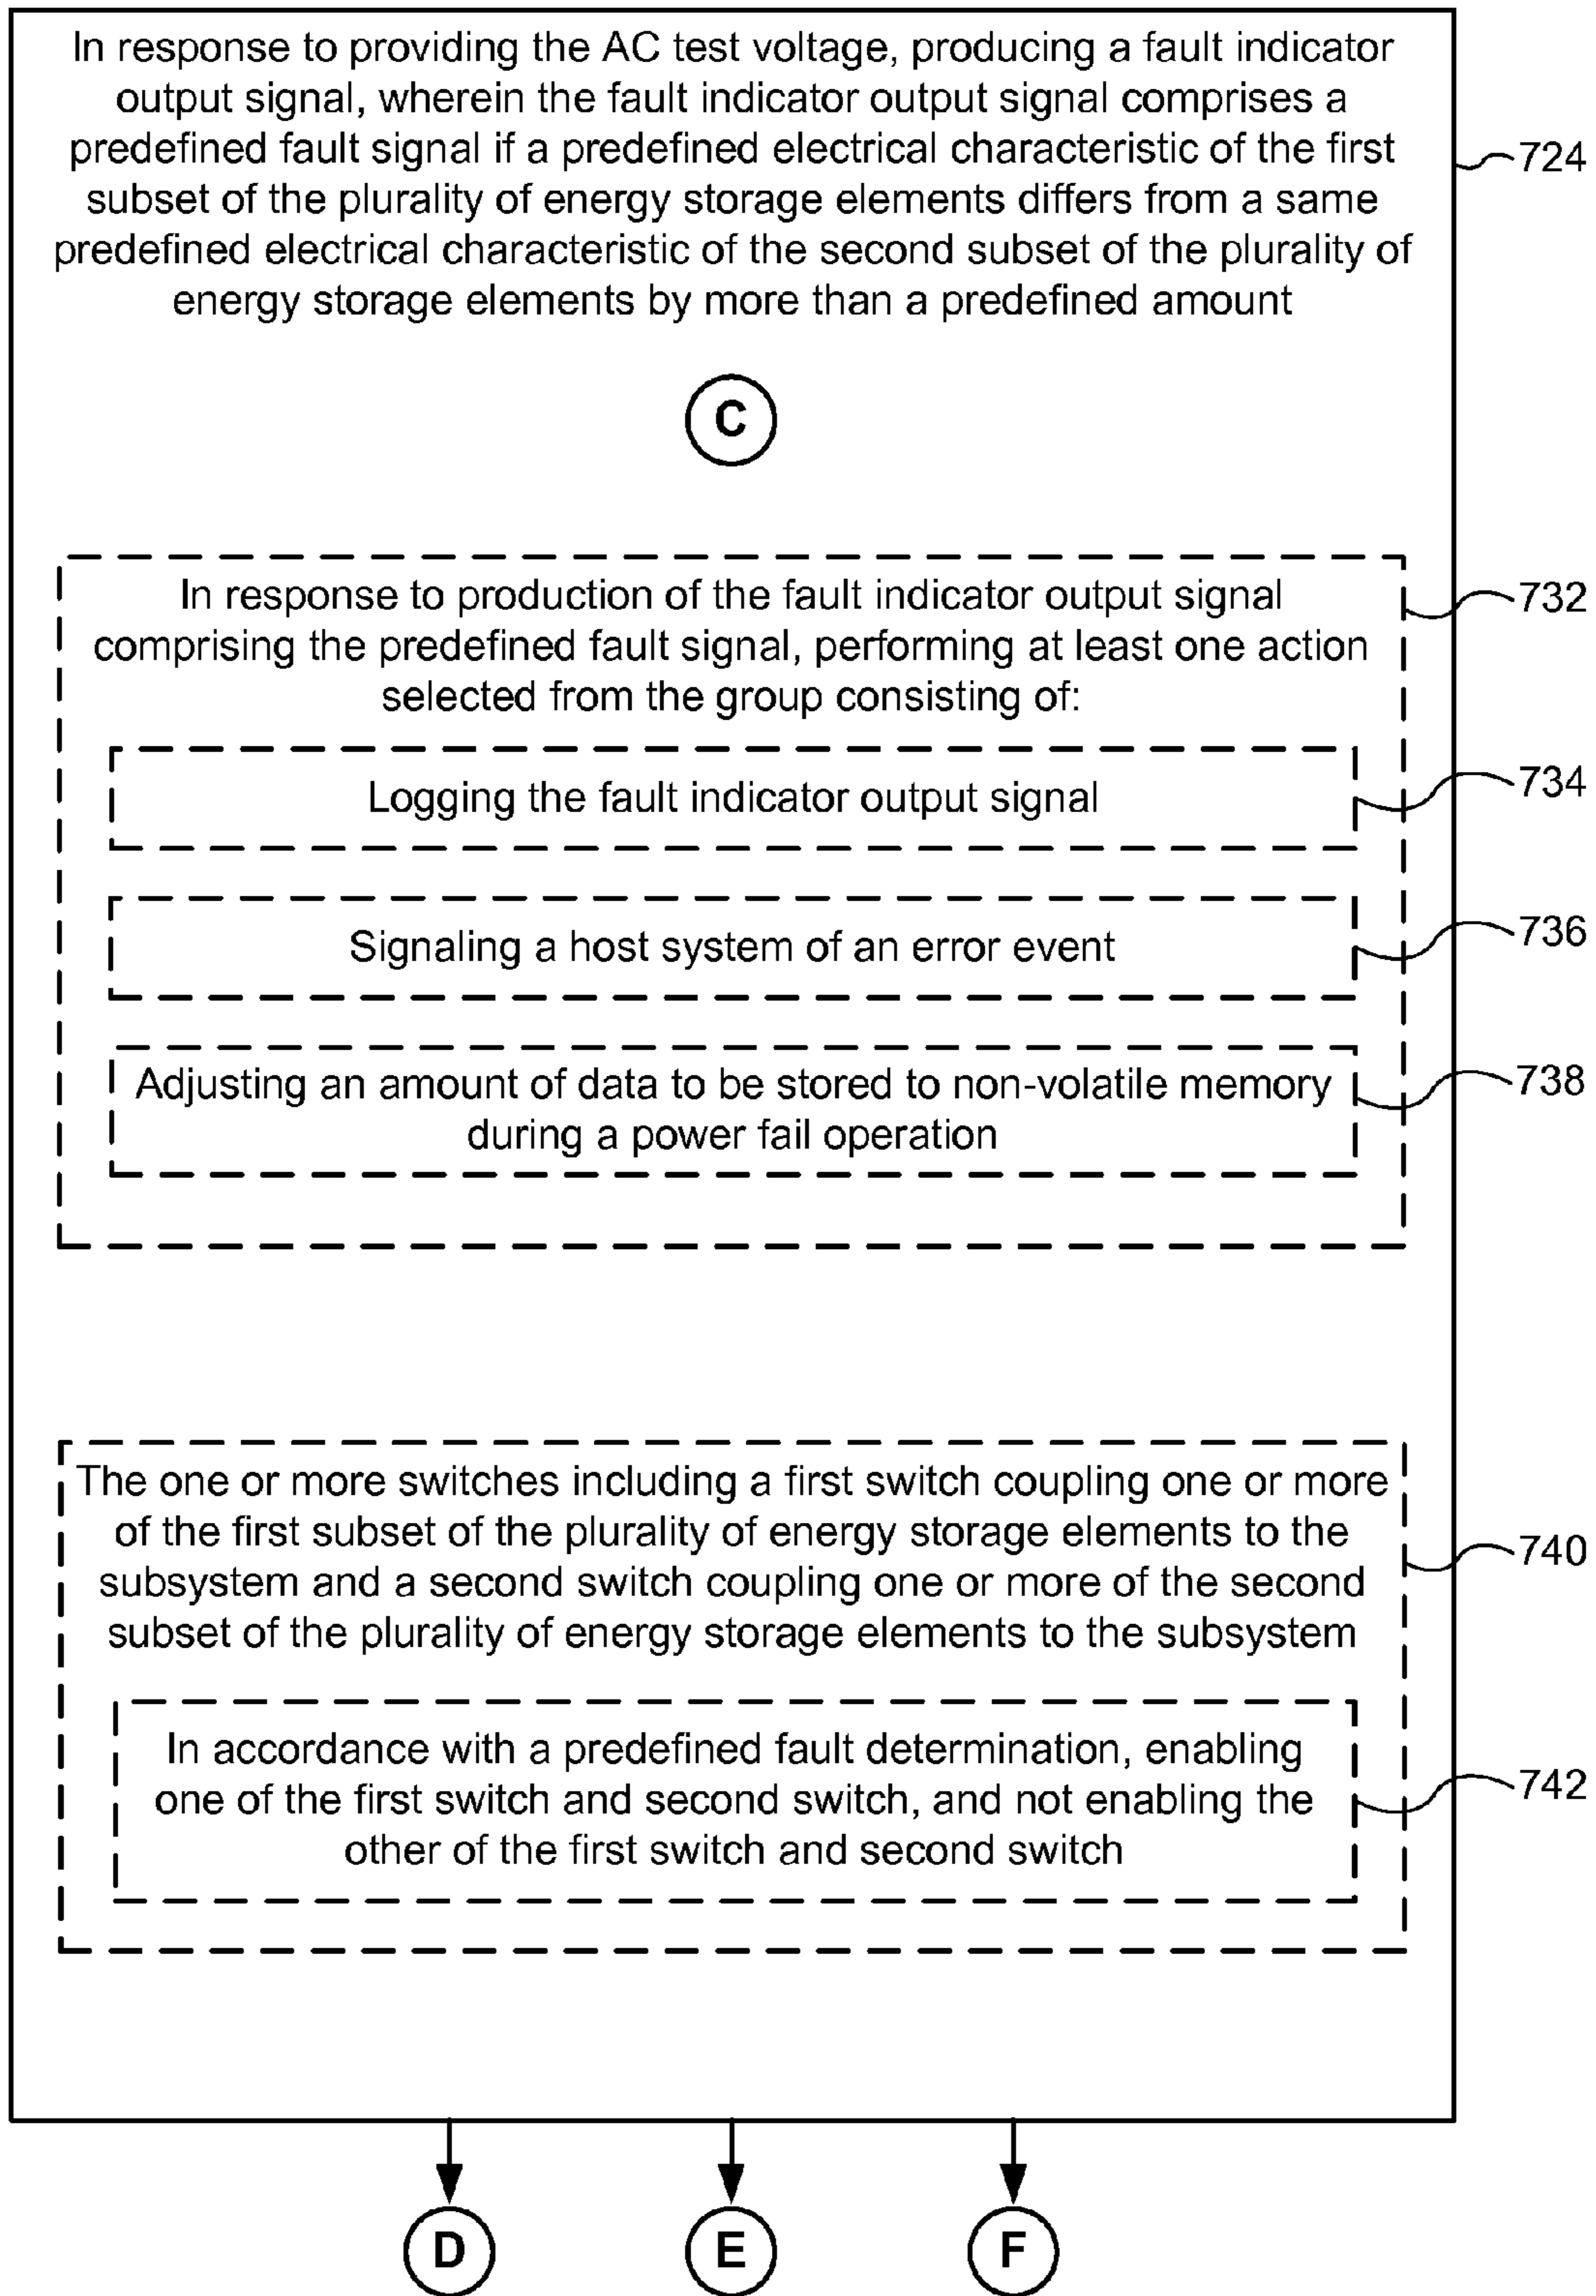 In response to providing the AC test voltage, producing a fault indicator
output signal, wherein the fault indicator output signal comprises a
predefined fault signal if a predefined electrical characteristic of the first
subset of the plurality of energy storage elements differs from a same
predefined electrical characteristic of the second subset of the plurality of
energy storage elements by more than a predefined amount
724
C
In response to production of the fault indicator output signal
comprising the predefined fault signal, performing at least one action
selected from the group consisting of:
732
Logging the fault indicator output signal
734
Signaling a host system of an error event
736
Adjusting an amount of data to be stored to non-volatile memory
during a power fail operation
738
The one or more switches including a first switch coupling one or more
of the first subset of the plurality of energy storage elements to the
subsystem and a second switch coupling one or more of the second
subset of the plurality of energy storage elements to the subsystem
740
In accordance with a predefined fault determination, enabling
one of the first switch and second switch, and not enabling the
other of the first switch and second switch
742
D
E
F